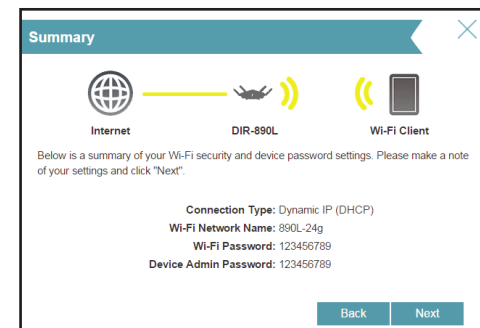 Summary
Internet DIR-890L Wi-Fi Client
Below is a summary of your Wi-Fi security and device password settings. Please make a note
of your settings and click "Next".
Connection Type: Dynamic IP (DHCP)
Wi-Fi Network Name: 890L-24g
Wi-Fi Password: 123456789
Device Admin Password: 123456789
Back Next